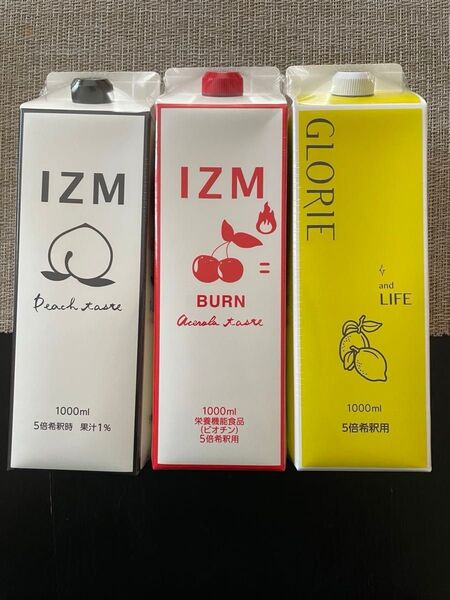 IZM
Peach taste
1000ml
5倍希釈時 果汁1%
IZM
=
BURN
acerola taste
1000ml
栄養機能食品
(ビオチン)
5倍希釈用
GLORIE
and
LIFE
1000ml
5倍希釈用